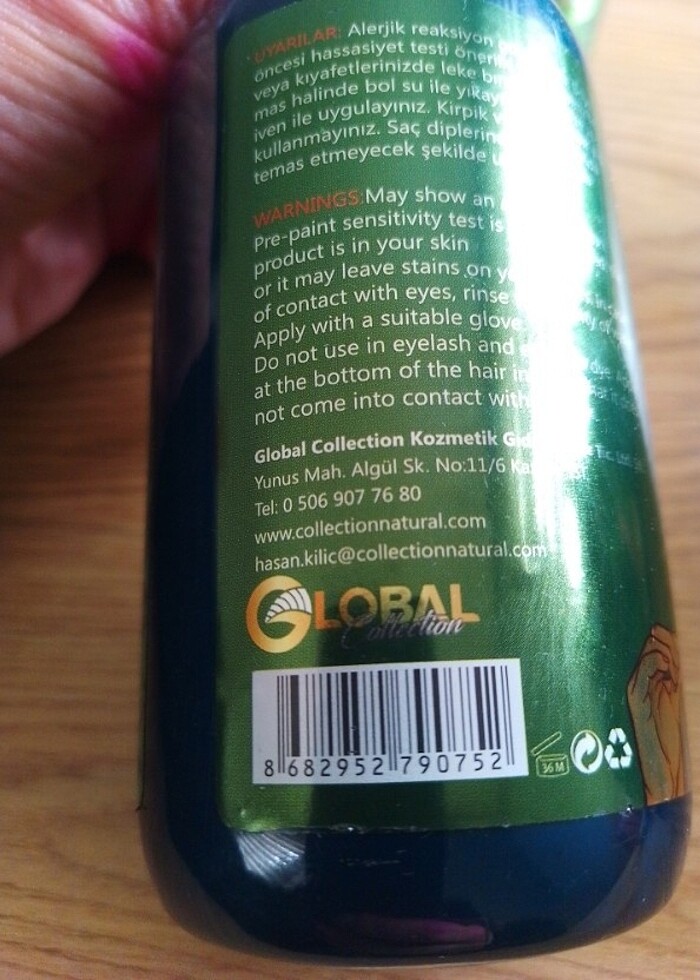 UYARILAR: Alerjik reaksiyon
öncesi hassasiyet testi
veya kıyafetlerinizde leke
mas halinde bol su ile
iven ile uygulayınız. Kirpik
kullanmayınız. Saç
temas etmeyecek şekilde
WARNINGS:May show an
Pre-paint sensitivity test is
product is in your skin
or it may leave stains on
of contact with eyes, rinse
Apply with a suitable
Do not use in eyelash and
at the bottom of the hair
not come into contact with
Global Collection Kozmetik
Yunus Mah. Algül Sk. No:11/6
Tel: 0 506 907 76 80
www.collectionnatural.com
hasan.kilic@collectionnatural.com
GLOBAL
Collection
8 682952 790752
36 M